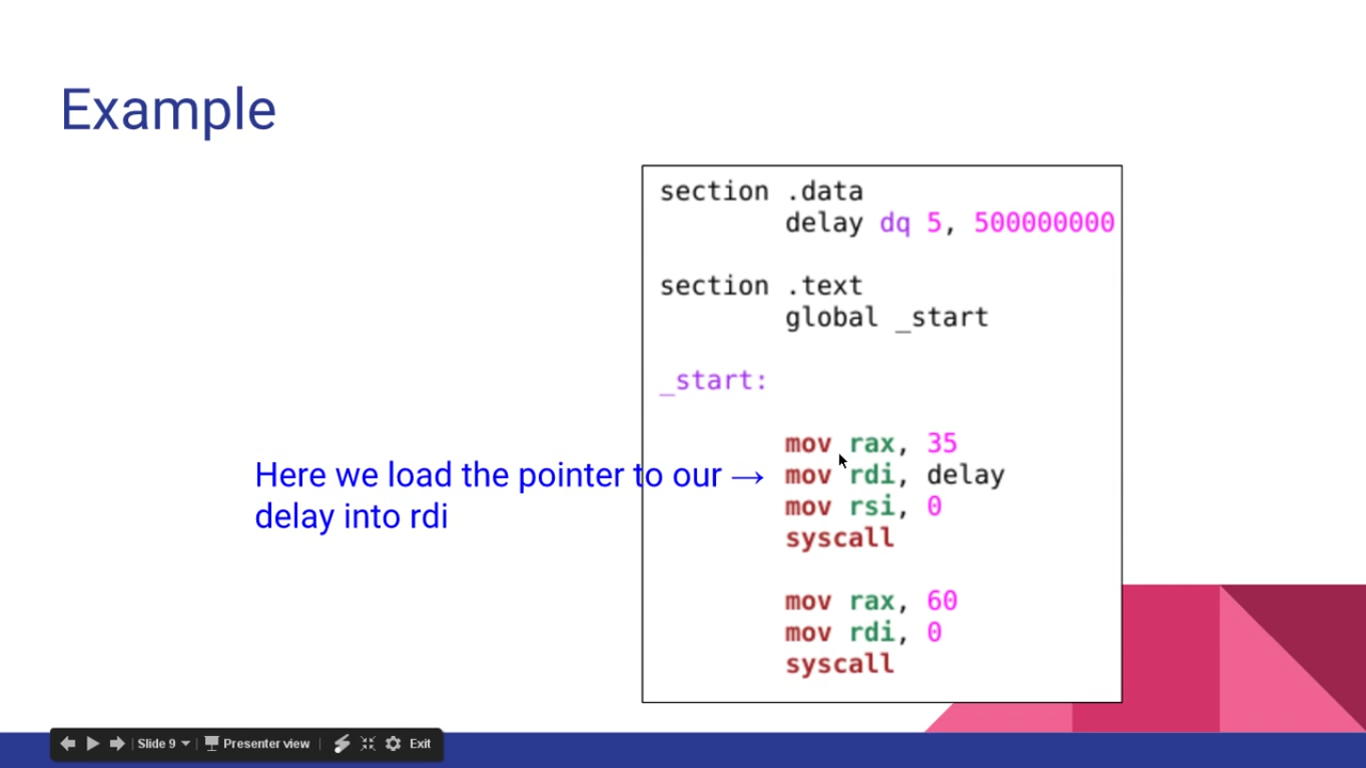 Example
section .data
delay dq 5, 500000000
section .text
global _start
_start:
mov rax, 35
Here we load the pointer to our → mov rdi, delay
delay into rdi
mov rsi, 0
syscall
mov rax, 60
mov rdi, 0
syscall
Slide 9 Presenter view Exit